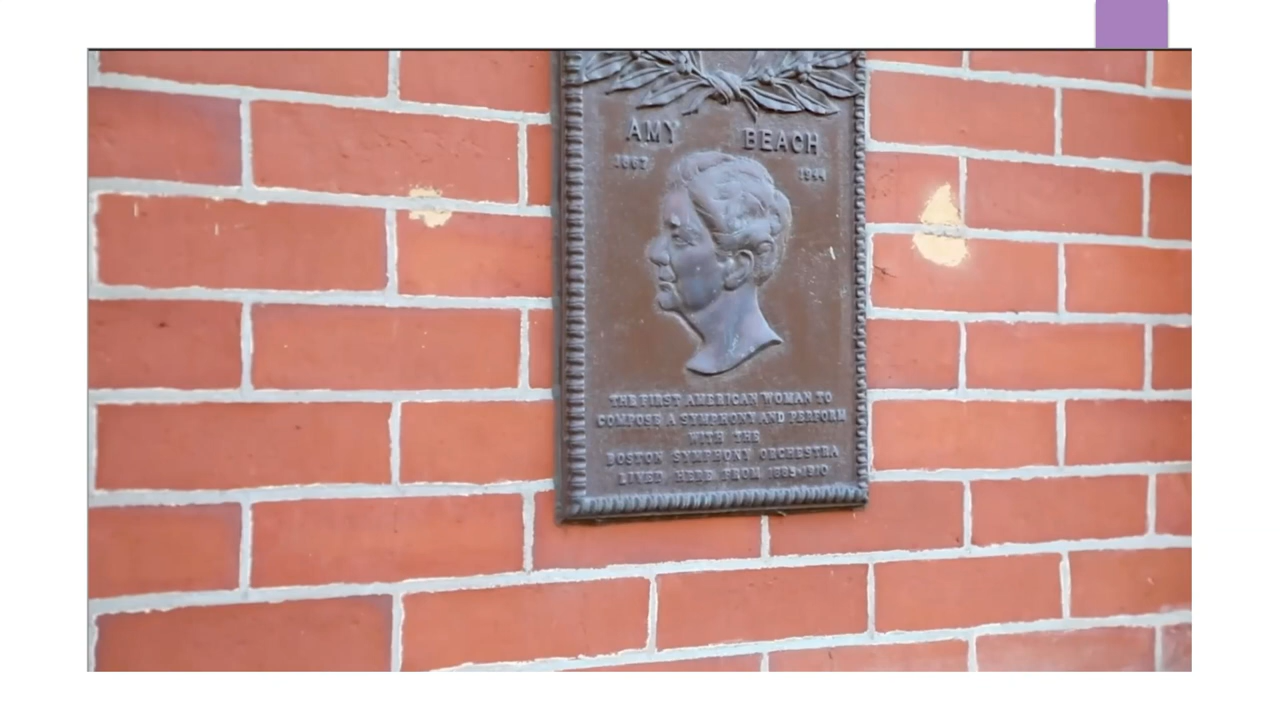 AMY BEACH
1867 1944
THE FIRST AMERICAN WOMAN TO
COMPOSE A SYMPHONY AND PERFORM
WITH THE
BOSTON SYMPHONY ORCHESTRA
LIVED HERE FROM 1885-1910